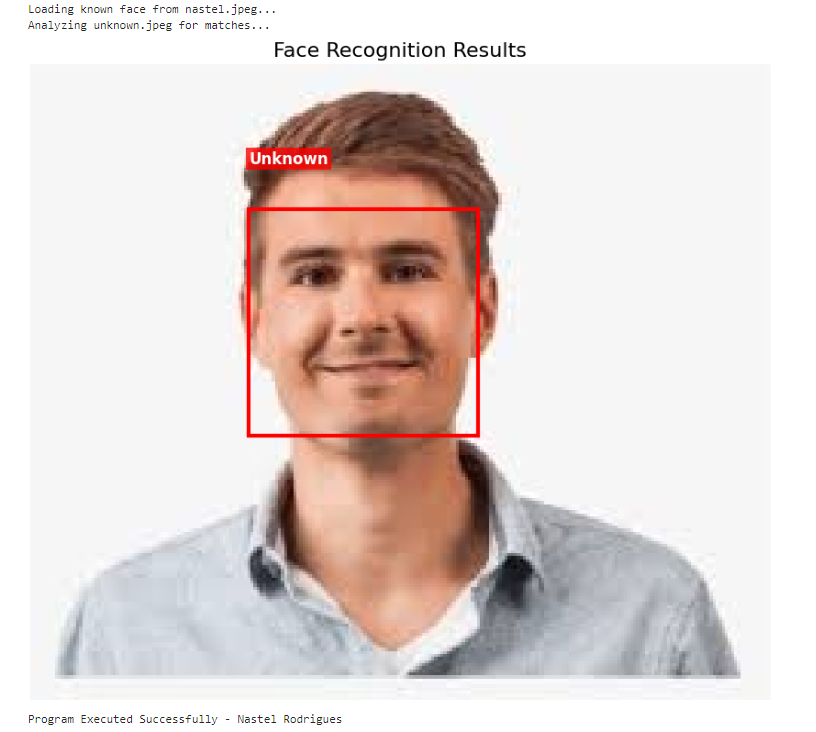 Loading known face from nastel.jpeg...
Analyzing unknown.jpeg for matches...
Face Recognition Results
Unknown
Program Executed Successfully - Nastel Rodrigues